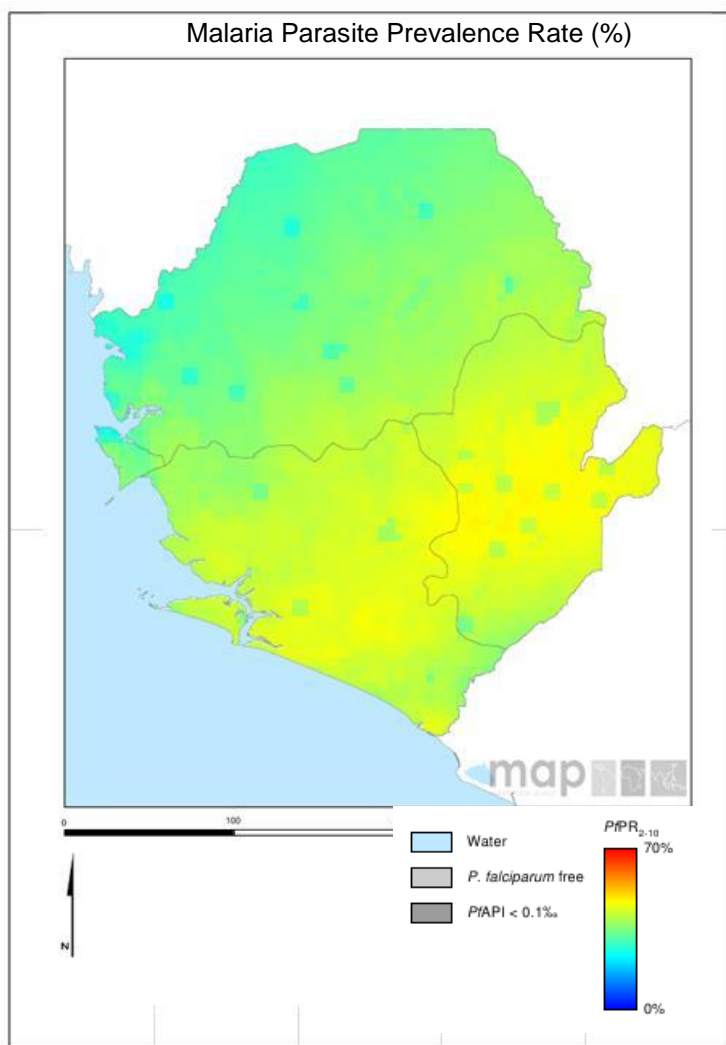 Malaria Parasite Prevalence Rate (%)
map
0 100
Water
P. falciparum free
PfAPI < 0.1‰
PfPR2-10
70%
0%
N